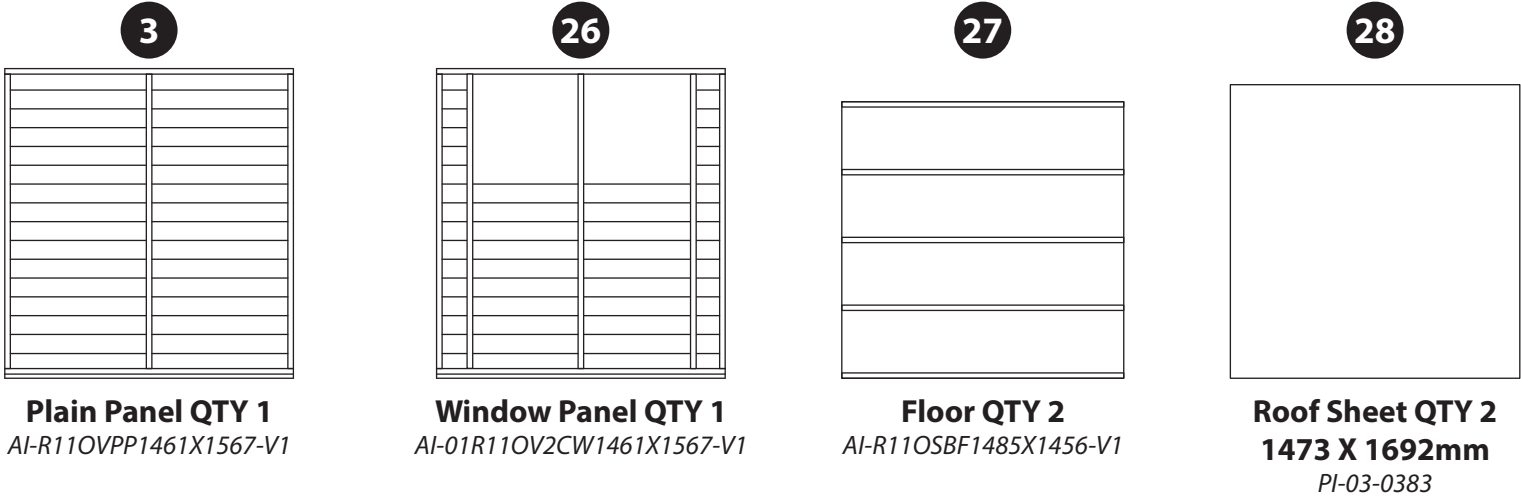 3
26
27
28
Plain Panel QTY 1
AI-R11OVPP1461X1567-V1
Window Panel QTY 1
AI-01R11OV2CW1461X1567-V1
Floor QTY 2
AI-R11OSBF1485X1456-V1
Roof Sheet QTY 2
1473 X 1692mm
PI-03-0383